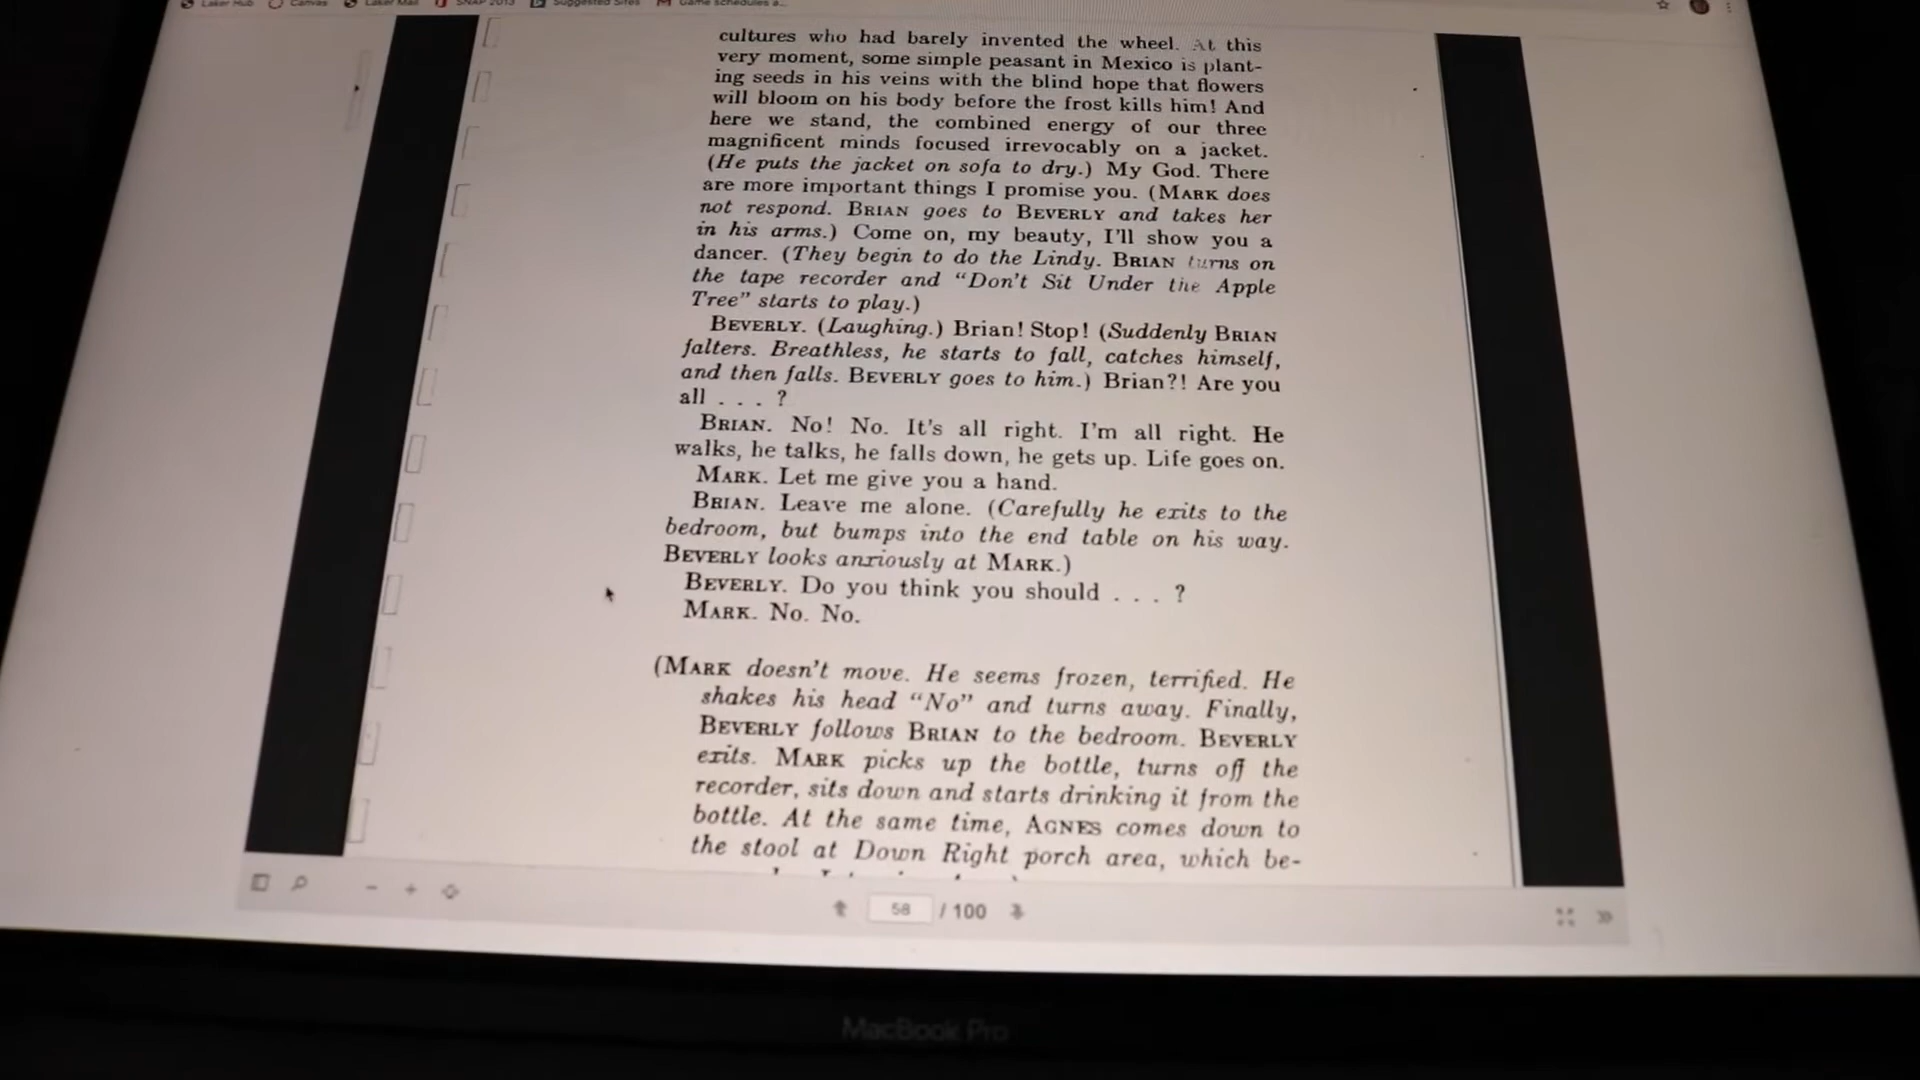 Laker Hub Canvas Laker Mail SNAP 2013 Suggested Sites Game schedules a...
cultures who had barely invented the wheel. At this
very moment, some simple peasant in Mexico is plant-
ing seeds in his veins with the blind hope that flowers
will bloom on his body before the frost kills him! And
here we stand, the combined energy of our three
magnificent minds focused irrevocably on a jacket.
(He puts the jacket on sofa to dry.) My God. There
are more important things I promise you. (MARK does
not respond. BRIAN goes to BEVERLY and takes her
in his arms.) Come on, my beauty, I'll show you a
dancer. (They begin to do the Lindy. BRIAN turns on
the tape recorder and “Don't Sit Under the Apple
Tree” starts to play.)
BEVERLY. (Laughing.) Brian! Stop! (Suddenly BRIAN
falters. Breathless, he starts to fall, catches himself,
and then falls. BEVERLY goes to him.) Brian?! Are you
all . . . ?
BRIAN. No! No. It's all right. I'm all right. He
walks, he talks, he falls down, he gets up. Life goes on.
MARK. Let me give you a hand.
BRIAN. Leave me alone. (Carefully he exits to the
bedroom, but bumps into the end table on his way.
BEVERLY looks anxiously at MARK.)
BEVERLY. Do you think you should . . . ?
MARK. No. No.
(MARK doesn't move. He seems frozen, terrified. He
shakes his head “No” and turns away. Finally,
BEVERLY follows BRIAN to the bedroom. BEVERLY
exits. MARK picks up the bottle, turns off the
recorder, sits down and starts drinking it from the
bottle. At the same time, AGNES comes down to
the stool at Down Right porch area, which be-
58 / 100
MacBook Pro